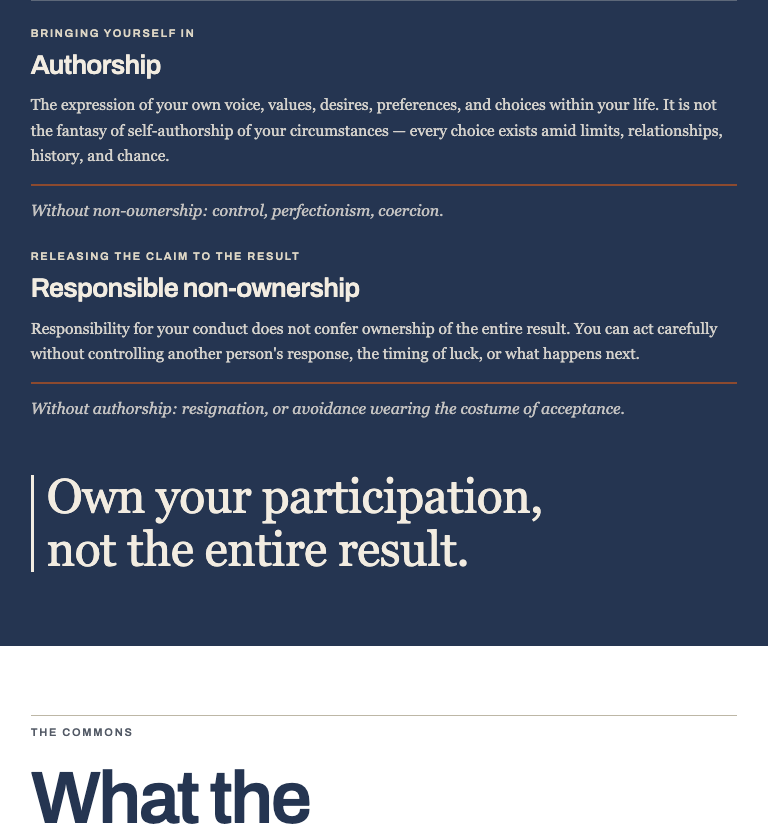 BRINGING YOURSELF IN
Authorship
The expression of your own voice, values, desires, preferences, and choices within your life. It is not
the fantasy of self-authorship of your circumstances — every choice exists amid limits, relationships,
history, and chance.
Without non-ownership: control, perfectionism, coercion.
RELEASING THE CLAIM TO THE RESULT
Responsible non-ownership
Responsibility for your conduct does not confer ownership of the entire result. You can act carefully
without controlling another person's response, the timing of luck, or what happens next.
Without authorship: resignation, or avoidance wearing the costume of acceptance.
Own your participation,
not the entire result.
THE COMMONS
What the